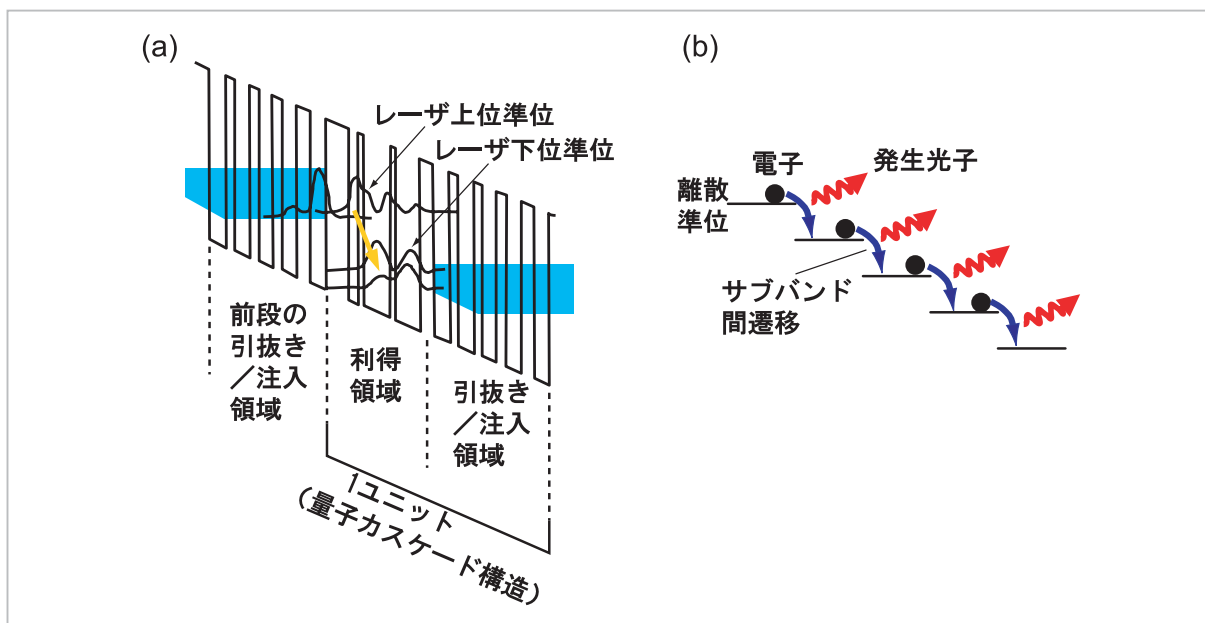 (a)
レーザ上位準位
レーザ下位準位
前段の
引抜き
／注入
領域
利得
領域
引抜き
／注入
領域
1ユニット
（量子カスケード構造）
(b)
電子
発生光子
離散
準位
サブバンド
間遷移